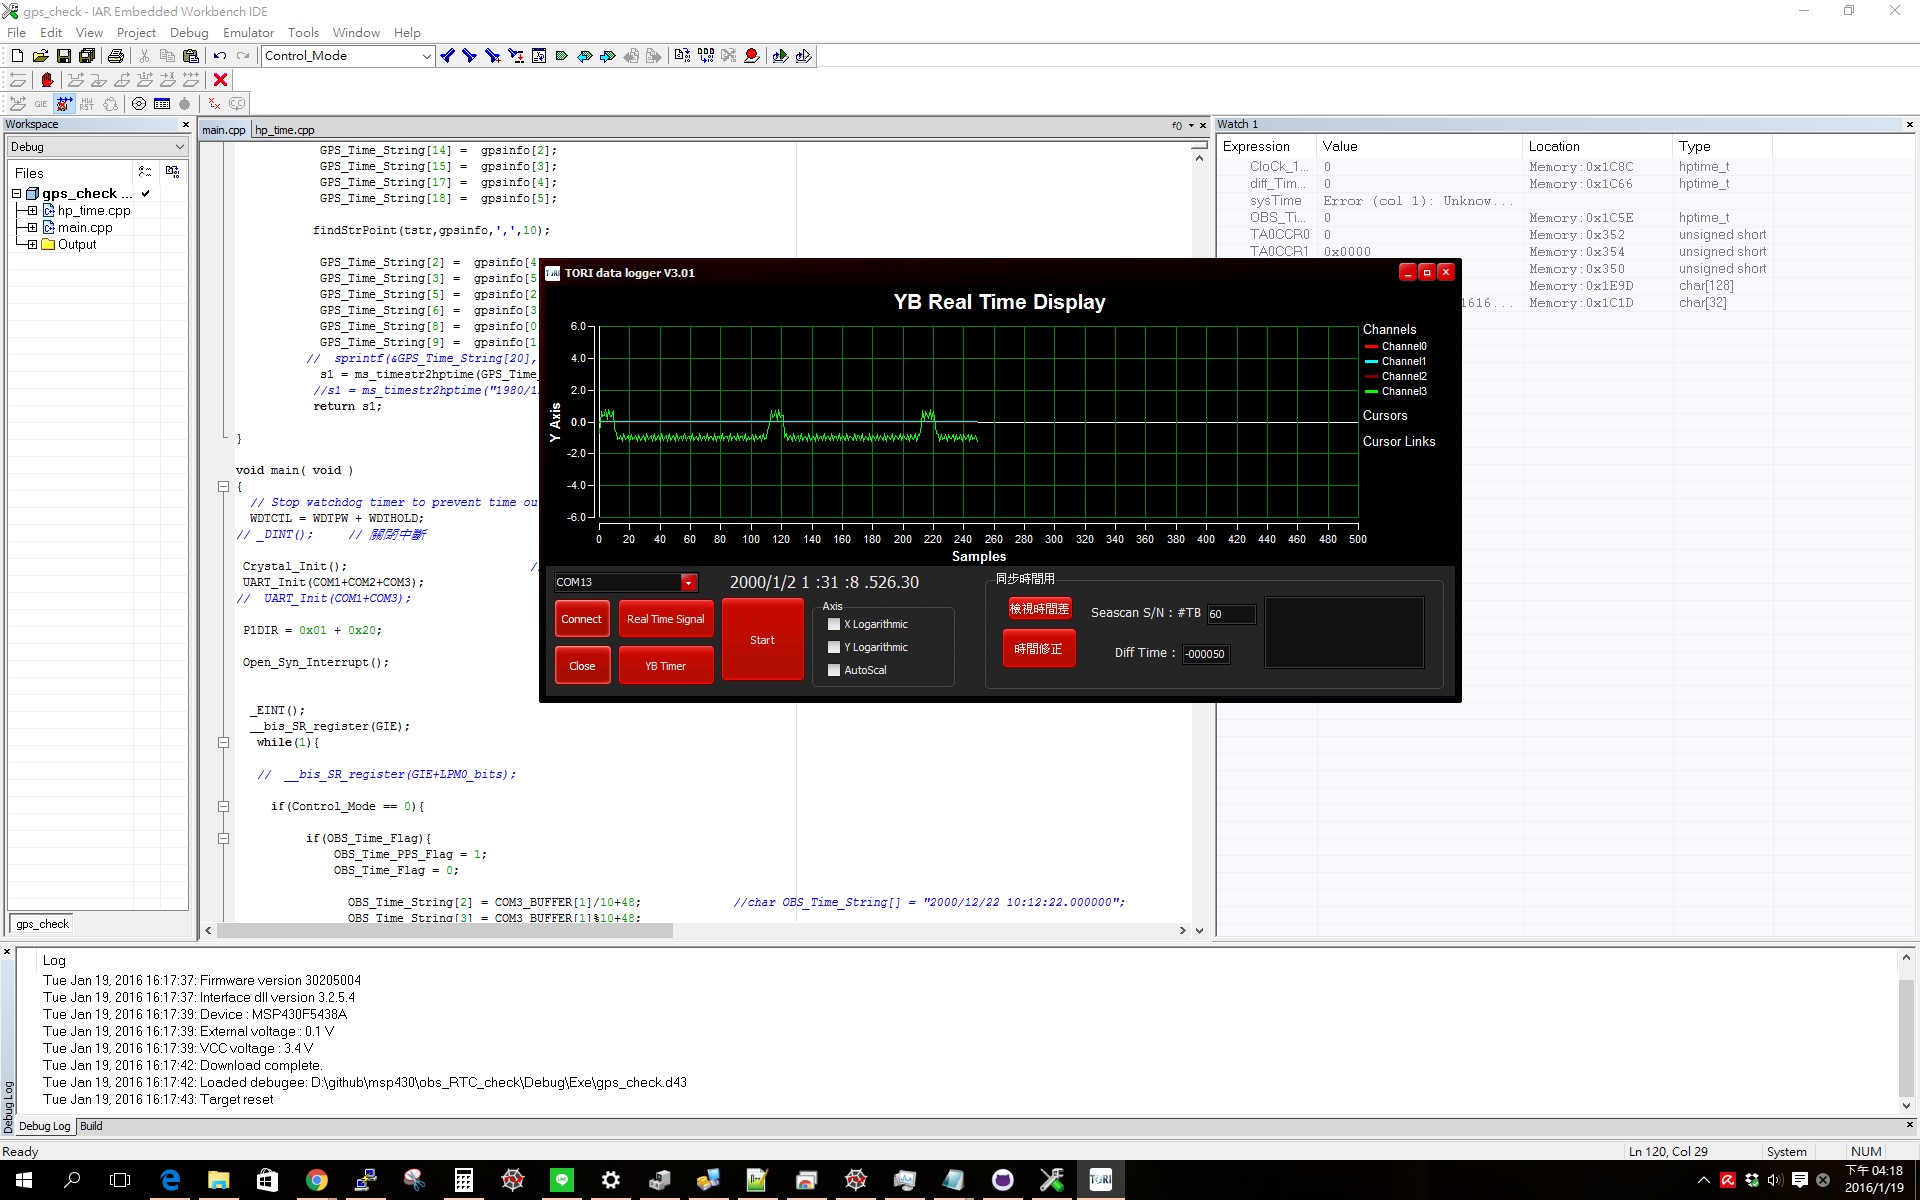 gps_check - IAR Embedded Workbench IDE
File Edit View Project Debug Emulator Tools Window Help
Control_Mode
GIE HW RST
Workspace
Debug
Files
gps_check ...
hp_time.cpp
main.cpp
Output
gps_check
main.cpp hp_time.cpp
f()
GPS_Time_String[14] = gpsinfo[2];
GPS_Time_String[15] = gpsinfo[3];
GPS_Time_String[17] = gpsinfo[4];
GPS_Time_String[18] = gpsinfo[5];
findStrPoint(tstr,gpsinfo,',',10);
GPS_Time_String[2] = gpsinfo[4
GPS_Time_String[3] = gpsinfo[5
GPS_Time_String[5] = gpsinfo[2
GPS_Time_String[6] = gpsinfo[3
GPS_Time_String[8] = gpsinfo[0
GPS_Time_String[9] = gpsinfo[1
// sprintf(&GPS_Time_String[20],
s1 = ms_timestr2hptime(GPS_Time_
//s1 = ms_timestr2hptime("1980/1
return s1;
}
void main( void )
{
// Stop watchdog timer to prevent time ou
WDTCTL = WDTPW + WDTHOLD;
// _DINT(); // 關閉中斷
Crystal_Init(); /
UART_Init(COM1+COM2+COM3);
// UART_Init(COM1+COM3);
P1DIR = 0x01 + 0x20;
Open_Syn_Interrupt();
_EINT();
__bis_SR_register(GIE);
while(1){
// __bis_SR_register(GIE+LPM0_bits);
if(Control_Mode == 0){
if(OBS_Time_Flag){
OBS_Time_PPS_Flag = 1;
OBS_Time_Flag = 0;
OBS_Time_String[2] = COM3_BUFFER[1]/10+48; //char OBS_Time_String[] = "2000/12/22 10:12:22.000000";
OBS_Time_String[3] = COM3_BUFFER[1]%10+48;
Watch 1
Expression Value Location Type
CloCk_1... 0 Memory:0x1C8C hptime_t
diff_Tim... 0 Memory:0x1C66 hptime_t
sysTime Error (col 1): Unknow...
OBS_Ti... 0 Memory:0x1C5E hptime_t
TA0CCR0 0 Memory:0x352 unsigned short
TA0CCR1 0x0000 Memory:0x354 unsigned short
Memory:0x350 unsigned short
Memory:0x1E9D char[128]
1616... Memory:0x1C1D char[32]
TORI data logger V3.01
YB Real Time Display
6.0
4.0
2.0
0.0
-2.0
-4.0
-6.0
Y Axis
0 20 40 60 80 100 120 140 160 180 200 220 240 260 280 300 320 340 360 380 400 420 440 460 480 500
Samples
Channels
Channel0
Channel1
Channel2
Channel3
Cursors
Cursor Links
COM13
2000/1/2 1 :31 :8 .526.30
Connect Real Time Signal Start
Close YB Timer
Axis
X Logarithmic
Y Logarithmic
AutoScal
同步時間用
檢視時間差 Seascan S/N : #TB 60
時間修正 Diff Time : -000050
Log
Tue Jan 19, 2016 16:17:37: Firmware version 30205004
Tue Jan 19, 2016 16:17:37: Interface dll version 3.2.5.4
Tue Jan 19, 2016 16:17:39: Device : MSP430F5438A
Tue Jan 19, 2016 16:17:39: External voltage : 0.1 V
Tue Jan 19, 2016 16:17:39: VCC voltage : 3.4 V
Tue Jan 19, 2016 16:17:42: Download complete.
Tue Jan 19, 2016 16:17:42: Loaded debugee: D:\github\msp430\obs_RTC_check\Debug\Exe\gps_check.d43
Tue Jan 19, 2016 16:17:43: Target reset
Debug Log
Debug Log Build
Ready Ln 120, Col 29 System NUM
TORI
下午 04:18
2016/1/19